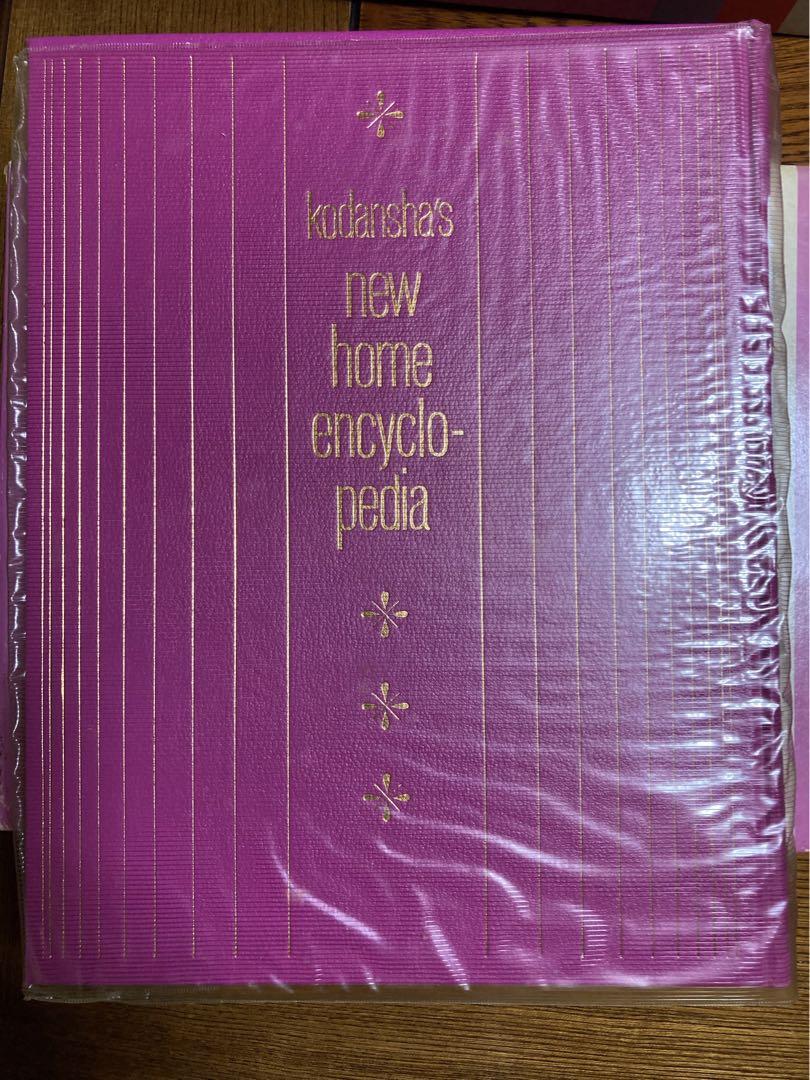 kodansha's
new
home
encyclo-
pedia